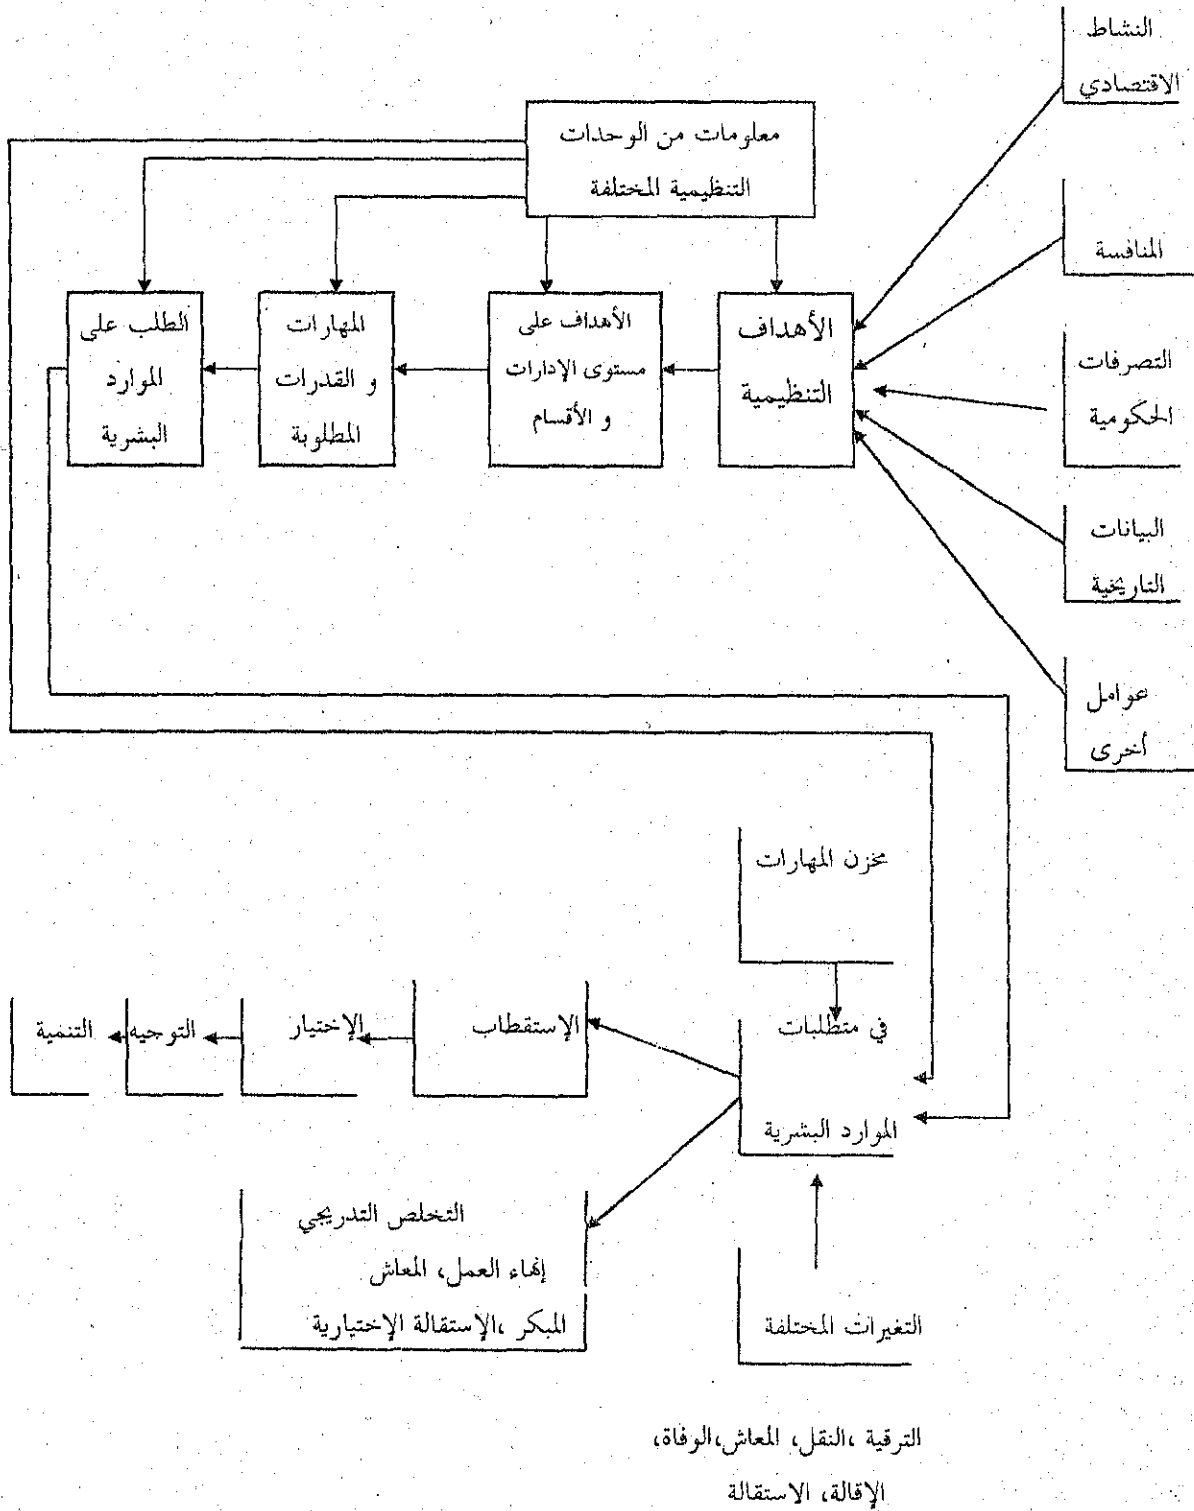 النشاط
الاقتصادي
معلومات من الوحدات
التنظيمية المختلفة
المنافسة
التصرفات
الحكومية
البيانات
التاريخية
عوامل
أخرى
الأهداف
التنظيمية
الأهداف على
مستوى الإدارات
و الأقسام
المهارات
و القدرات
المطلوبة
الطلب على
الموارد
البشرية
مخزن المهارات
في متطلبات
الموارد البشرية
الإستقطاب
الإختيار
التوجيه
التنمية
التخلص التدريجي
إنهاء العمل، المعاش
المبكر ،الإستقالة الإختيارية
التغيرات المختلفة
الترقية ،النقل، المعاش،الوفاة،
الإقالة، الاستقالة